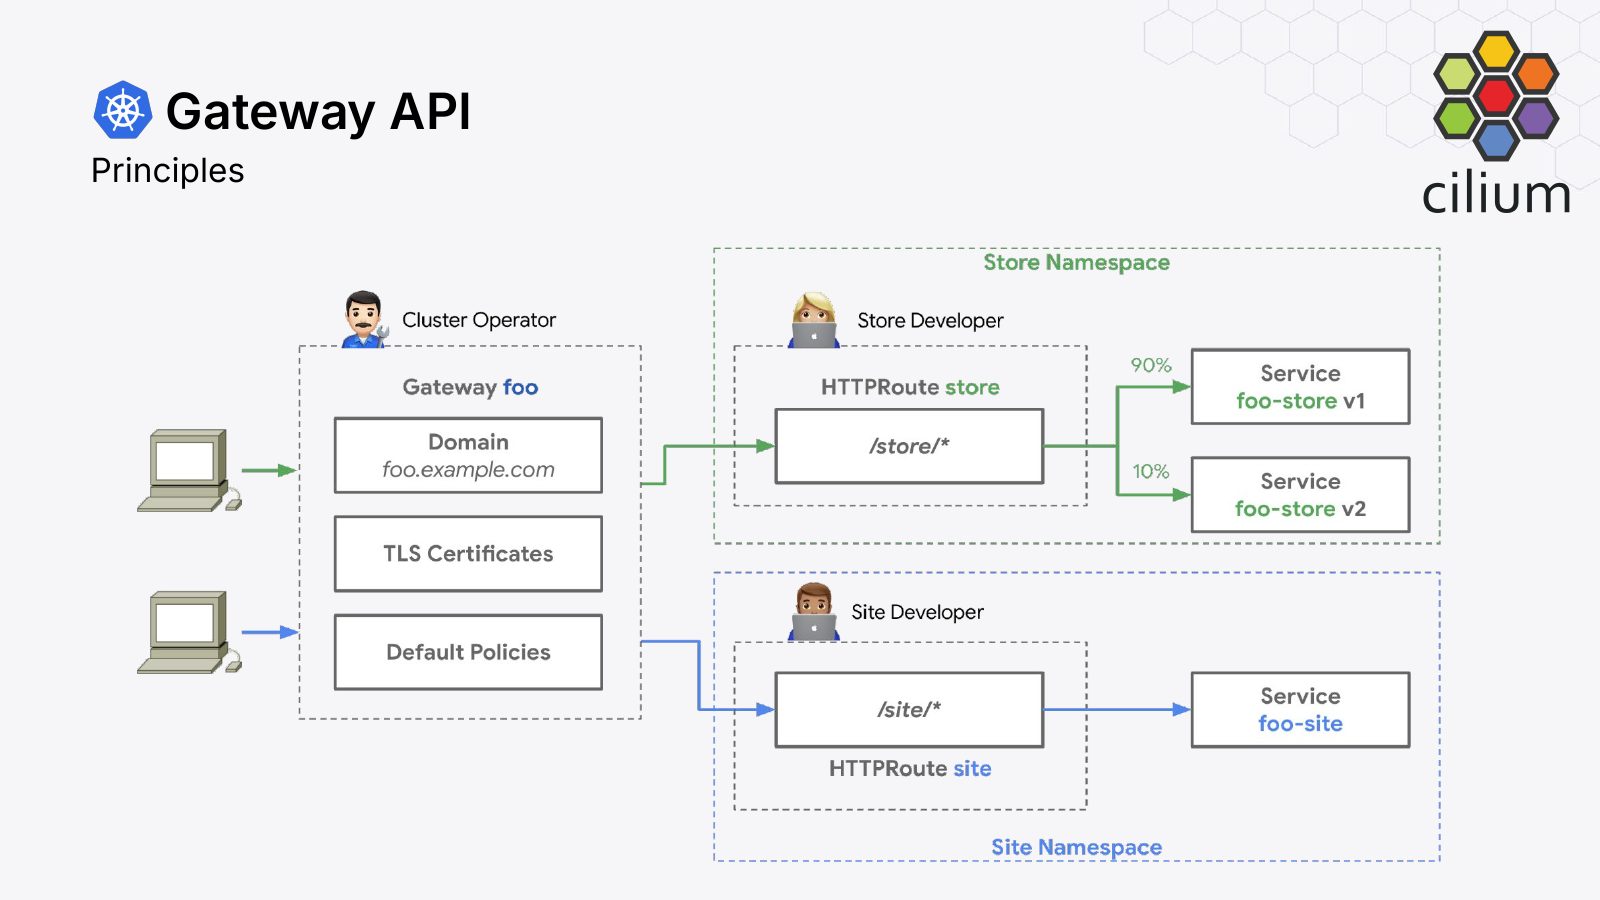 Gateway API
Principles
cilium
Store Namespace
Cluster Operator
Store Developer
Gateway foo
HTTPRoute store
Domain
foo.example.com
/store/*
90%
Service
foo-store v1
10%
Service
foo-store v2
TLS Certificates
Default Policies
Site Developer
/site/*
HTTPRoute site
Service
foo-site
Site Namespace